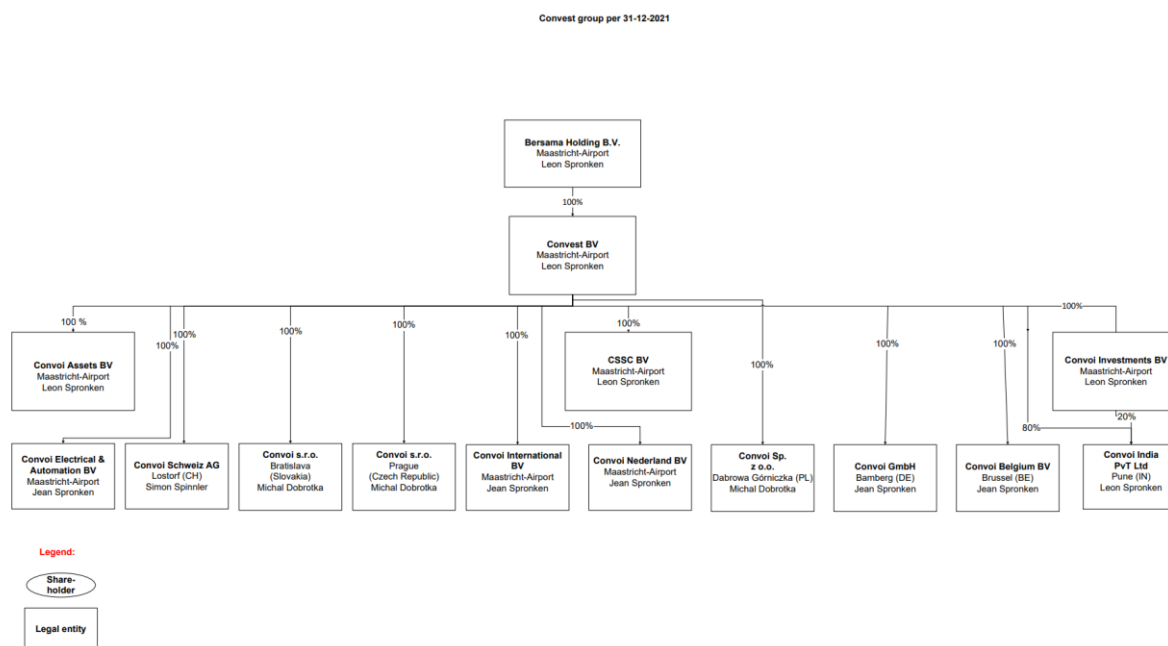 Convest group per 31-12-2021
Bersama Holding B.V.
Maastricht-Airport
Leon Spronken
100%
Convest BV
Maastricht-Airport
Leon Spronken
100 %
100%
100%
100%
100%
100%
100%
100%
100%
100%
100%
100%
Convoi Assets BV
Maastricht-Airport
Leon Spronken
CSSC BV
Maastricht-Airport
Leon Spronken
Convoi Investments BV
Maastricht-Airport
Leon Spronken
100%
80%
20%
Convoi Electrical &
Automation BV
Maastricht-Airport
Jean Spronken
Convoi Schweiz AG
Lostorf (CH)
Simon Spinnler
Convoi s.r.o.
Bratislava
(Slovakia)
Michal Dobrotka
Convoi s.r.o.
Prague
(Czech Republic)
Michal Dobrotka
Convoi International
BV
Maastricht-Airport
Jean Spronken
Convoi Nederland BV
Maastricht-Airport
Jean Spronken
Convoi Sp.
z o.o.
Dabrowa Górniczka (PL)
Michal Dobrotka
Convoi GmbH
Bamberg (DE)
Jean Spronken
Convoi Belgium BV
Brussel (BE)
Jean Spronken
Convoi India
PvT Ltd
Pune (IN)
Leon Spronken
Legend:
Share-
holder
Legal entity